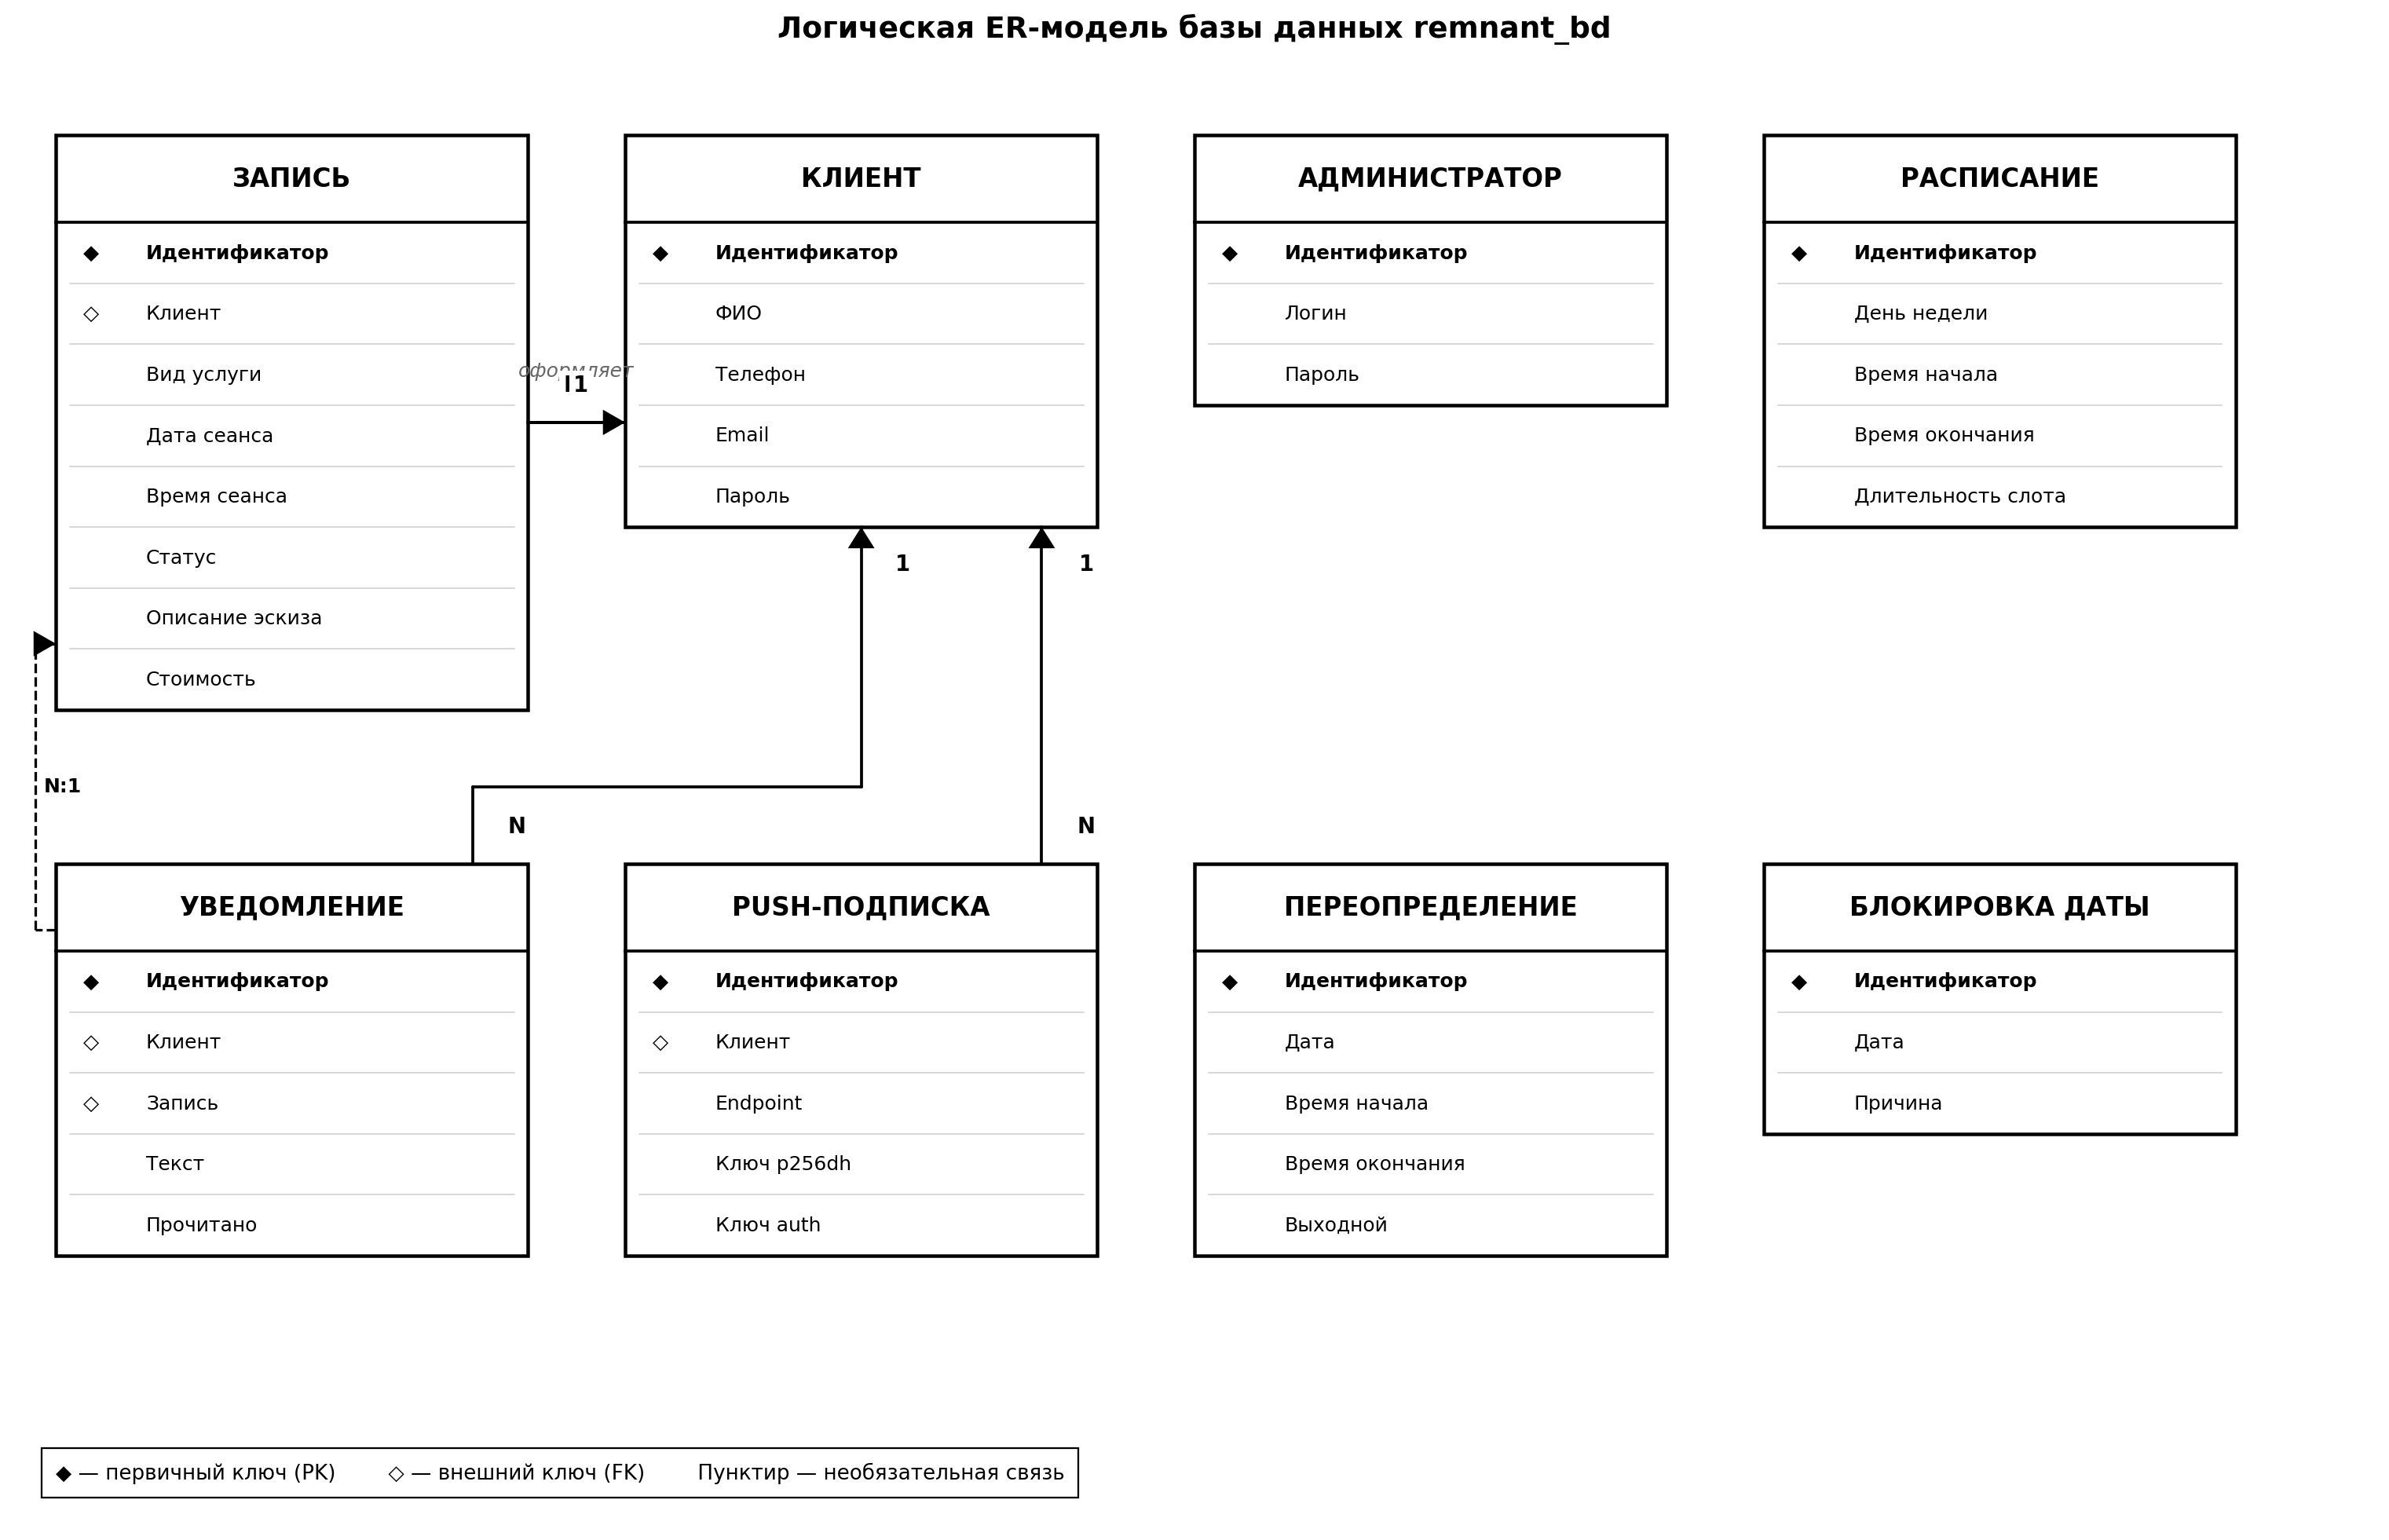 Логическая ER-модель базы данных remnant_bd
ЗАПИСЬ
◆ Идентификатор
◇ Клиент
Вид услуги
Дата сеанса
Время сеанса
Статус
Описание эскиза
Стоимость
оформляет
1
КЛИЕНТ
◆ Идентификатор
ФИО
Телефон
Email
Пароль
АДМИНИСТРАТОР
◆ Идентификатор
Логин
Пароль
РАСПИСАНИЕ
◆ Идентификатор
День недели
Время начала
Время окончания
Длительность слота
1
1
N:1
N
N
УВЕДОМЛЕНИЕ
◆ Идентификатор
◇ Клиент
◇ Запись
Текст
Прочитано
PUSH-ПОДПИСКА
◆ Идентификатор
◇ Клиент
Endpoint
Ключ p256dh
Ключ auth
ПЕРЕОПРЕДЕЛЕНИЕ
◆ Идентификатор
Дата
Время начала
Время окончания
Выходной
БЛОКИРОВКА ДАТЫ
◆ Идентификатор
Дата
Причина
◆ — первичный ключ (PK) ◇ — внешний ключ (FK) Пунктир — необязательная связь